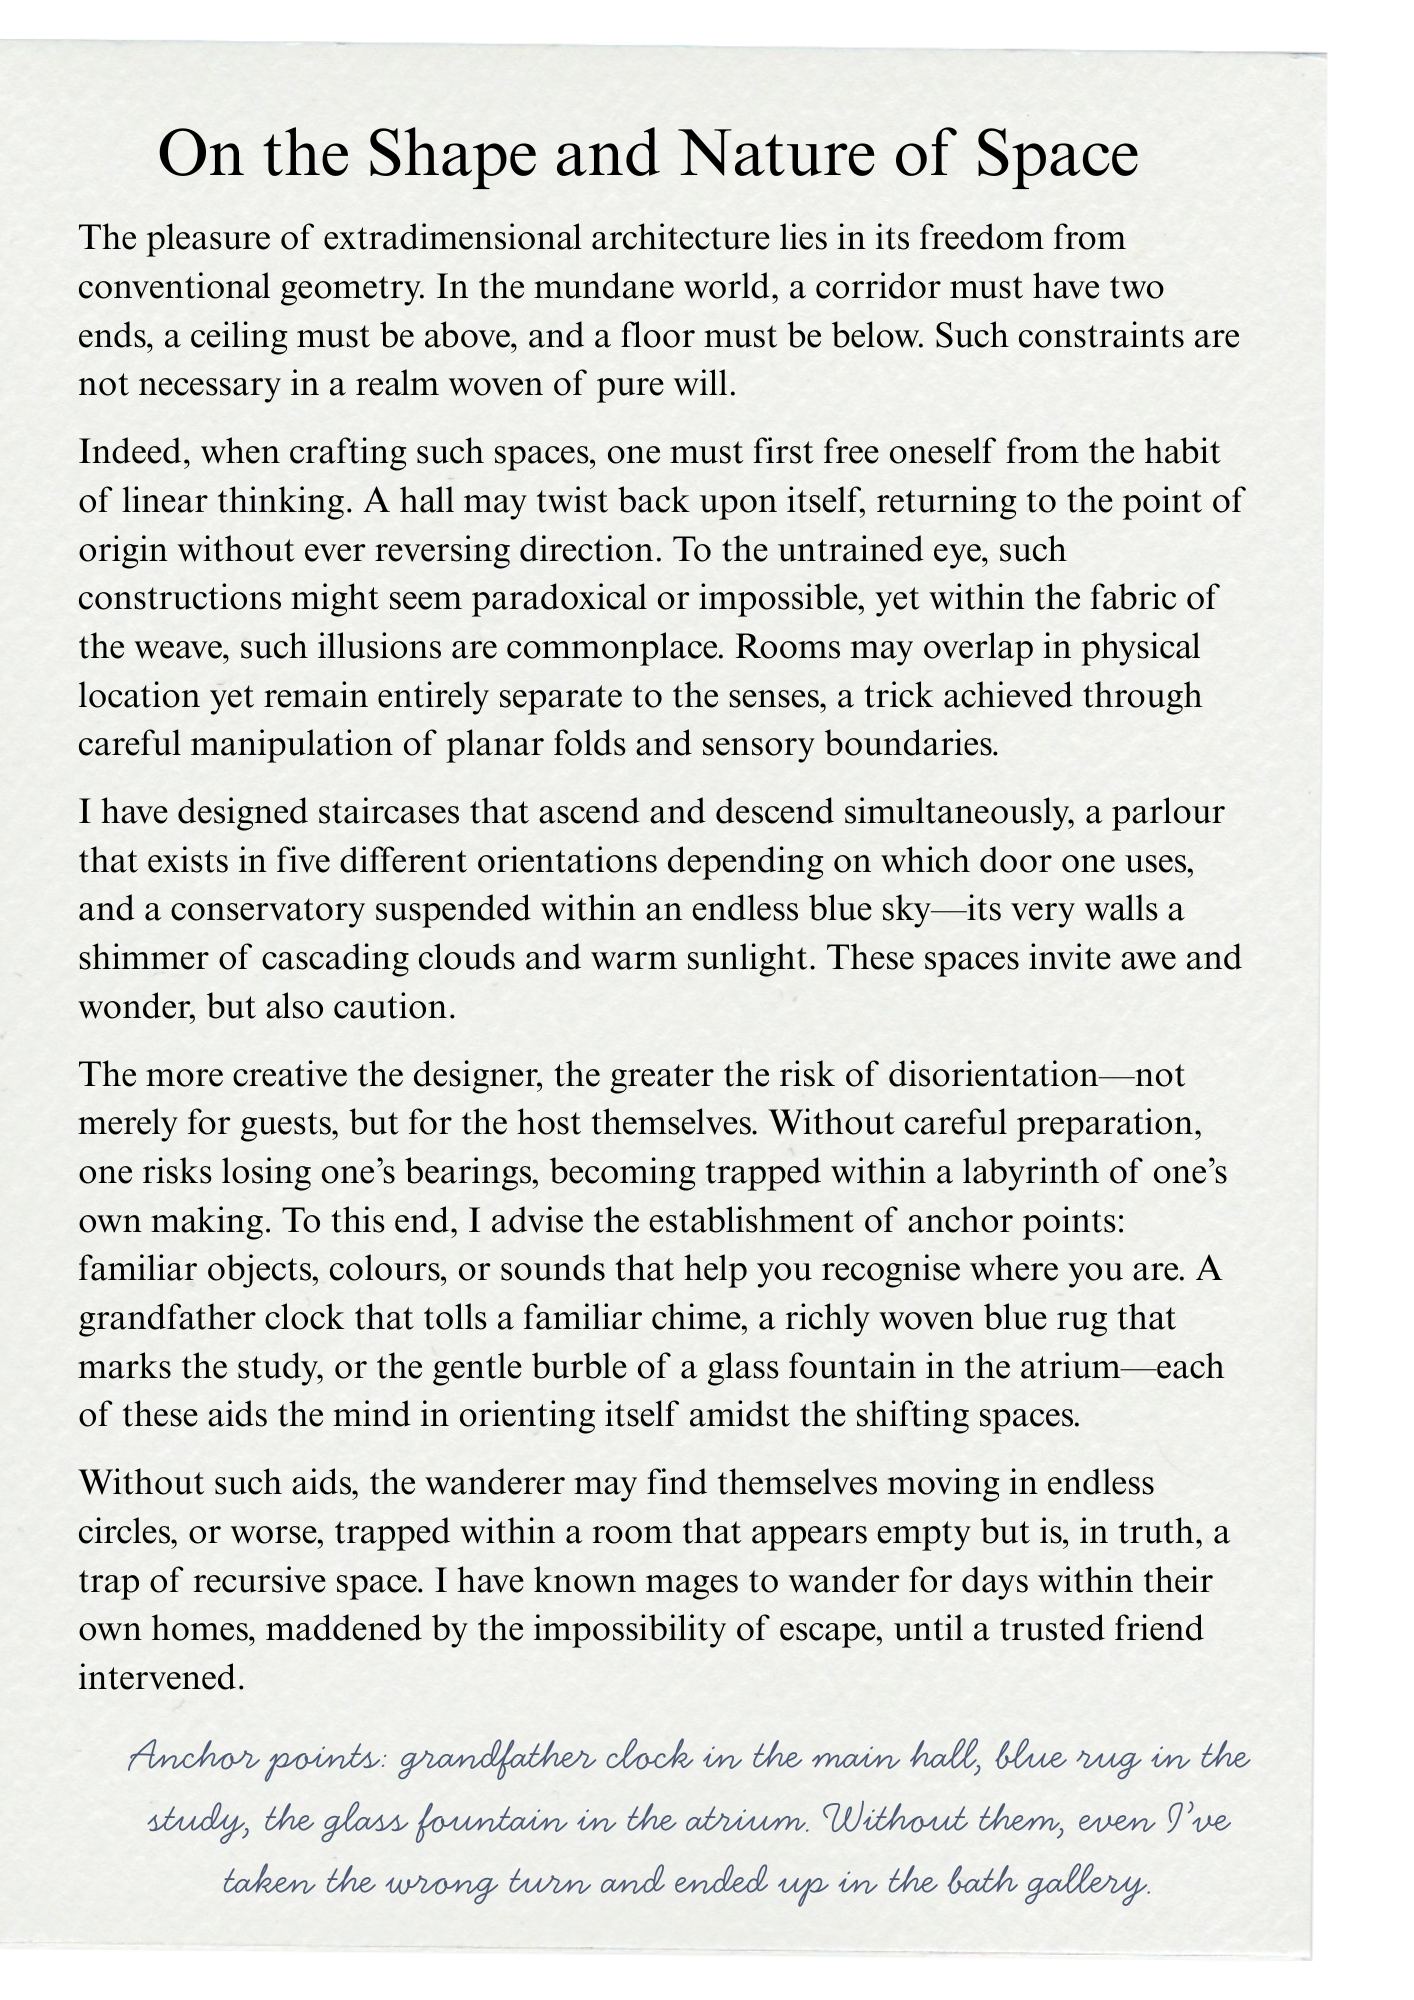 On the Shape and Nature of Space
The pleasure of extradimensional architecture lies in its freedom from
conventional geometry. In the mundane world, a corridor must have two
ends, a ceiling must be above, and a floor must be below. Such constraints are
not necessary in a realm woven of pure will.
Indeed, when crafting such spaces, one must first free oneself from the habit
of linear thinking. A hall may twist back upon itself, returning to the point of
origin without ever reversing direction. To the untrained eye, such
constructions might seem paradoxical or impossible, yet within the fabric of
the weave, such illusions are commonplace. Rooms may overlap in physical
location yet remain entirely separate to the senses, a trick achieved through
careful manipulation of planar folds and sensory boundaries.
I have designed staircases that ascend and descend simultaneously, a parlour
that exists in five different orientations depending on which door one uses,
and a conservatory suspended within an endless blue sky—its very walls a
shimmer of cascading clouds and warm sunlight. These spaces invite awe and
wonder, but also caution.
The more creative the designer, the greater the risk of disorientation—not
merely for guests, but for the host themselves. Without careful preparation,
one risks losing one’s bearings, becoming trapped within a labyrinth of one’s
own making. To this end, I advise the establishment of anchor points:
familiar objects, colours, or sounds that help you recognise where you are. A
grandfather clock that tolls a familiar chime, a richly woven blue rug that
marks the study, or the gentle burble of a glass fountain in the atrium—each
of these aids the mind in orienting itself amidst the shifting spaces.
Without such aids, the wanderer may find themselves moving in endless
circles, or worse, trapped within a room that appears empty but is, in truth, a
trap of recursive space. I have known mages to wander for days within their
own homes, maddened by the impossibility of escape, until a trusted friend
intervened.
Anchor points: grandfather clock in the main hall, blue rug in the
study, the glass fountain in the atrium. Without them, even I’ve
taken the wrong turn and ended up in the bath gallery.